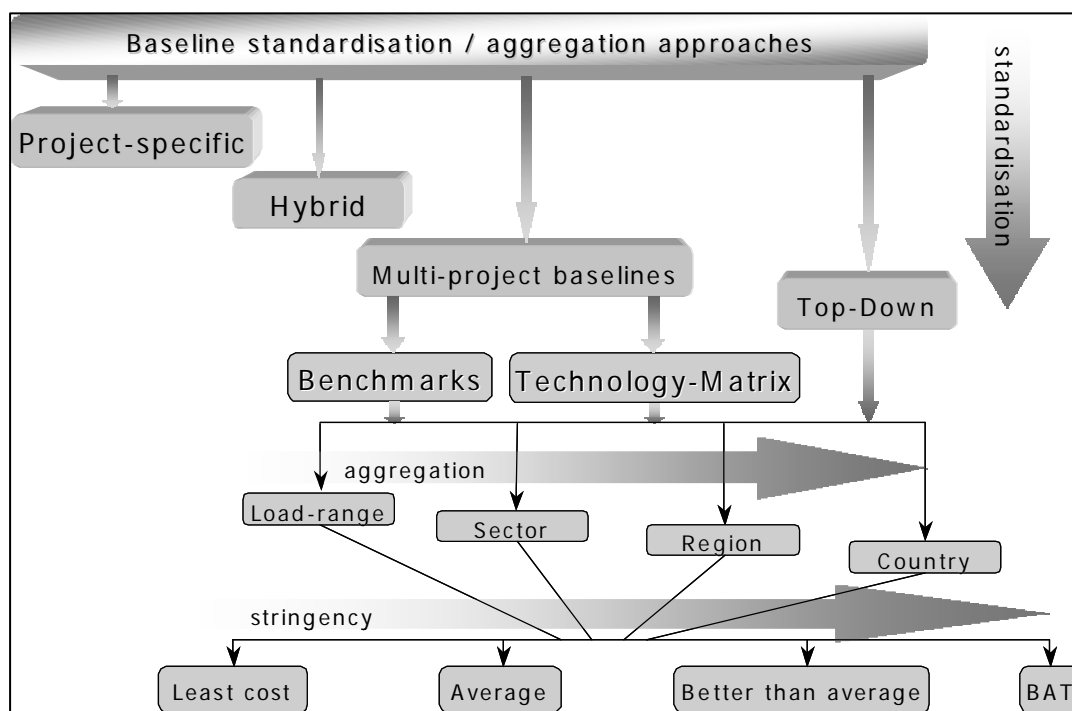 Baseline standardisation / aggregation approaches
standardisation
Project-specific
Hybrid
Multi-project baselines
Top-Down
Benchmarks
Technology-Matrix
aggregation
Load-range
Sector
Region
Country
stringency
Least cost
Average
Better than average
BAT